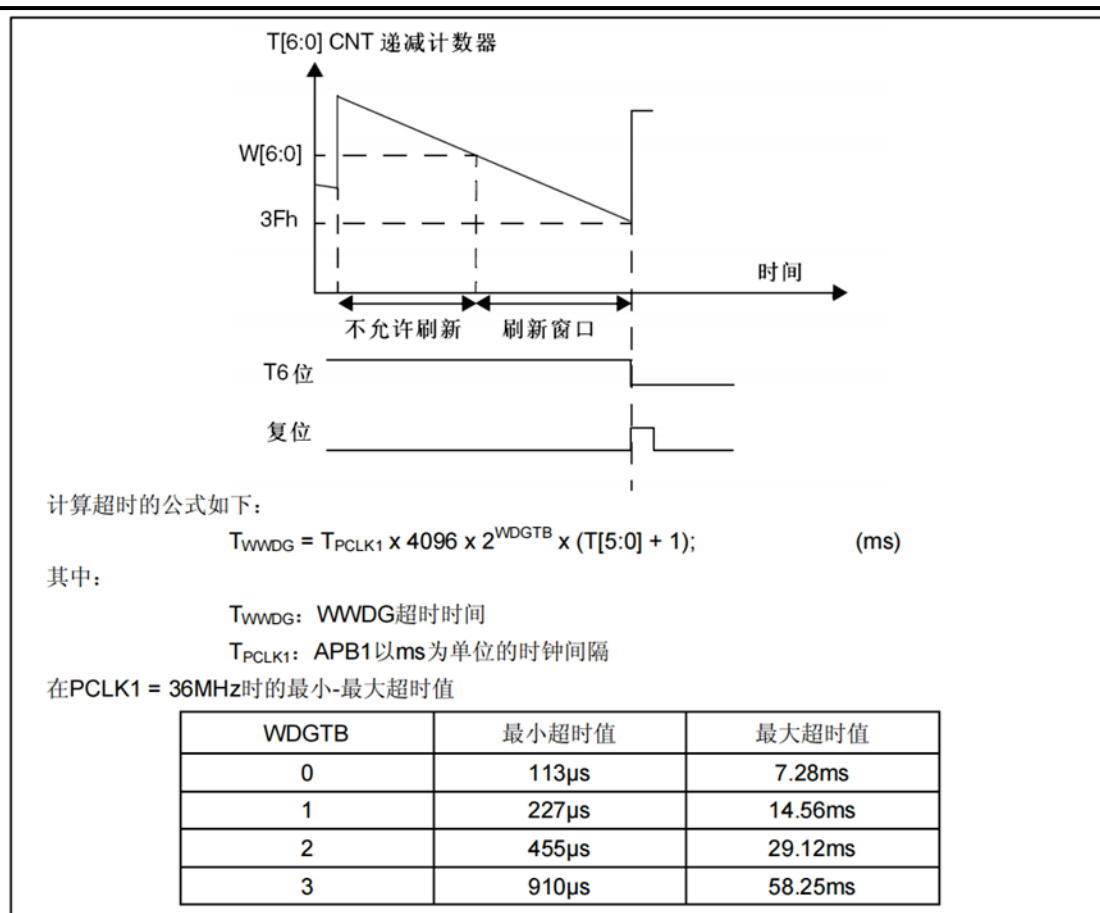 T[6:0] CNT 递减计数器
W[6:0]
3Fh
时间
不允许刷新 刷新窗口
T6位
复位
计算超时的公式如下：
TWWDG = TPCLK1 x 4096 x 2^WDGTB x (T[5:0] + 1); (ms)
其中：
TWWDG：WWDG超时时间
TPCLK1：APB1以ms为单位的时钟间隔
在PCLK1 = 36MHz时的最小-最大超时值
WDGTB 最小超时值 最大超时值
0 113µs 7.28ms
1 227µs 14.56ms
2 455µs 29.12ms
3 910µs 58.25ms